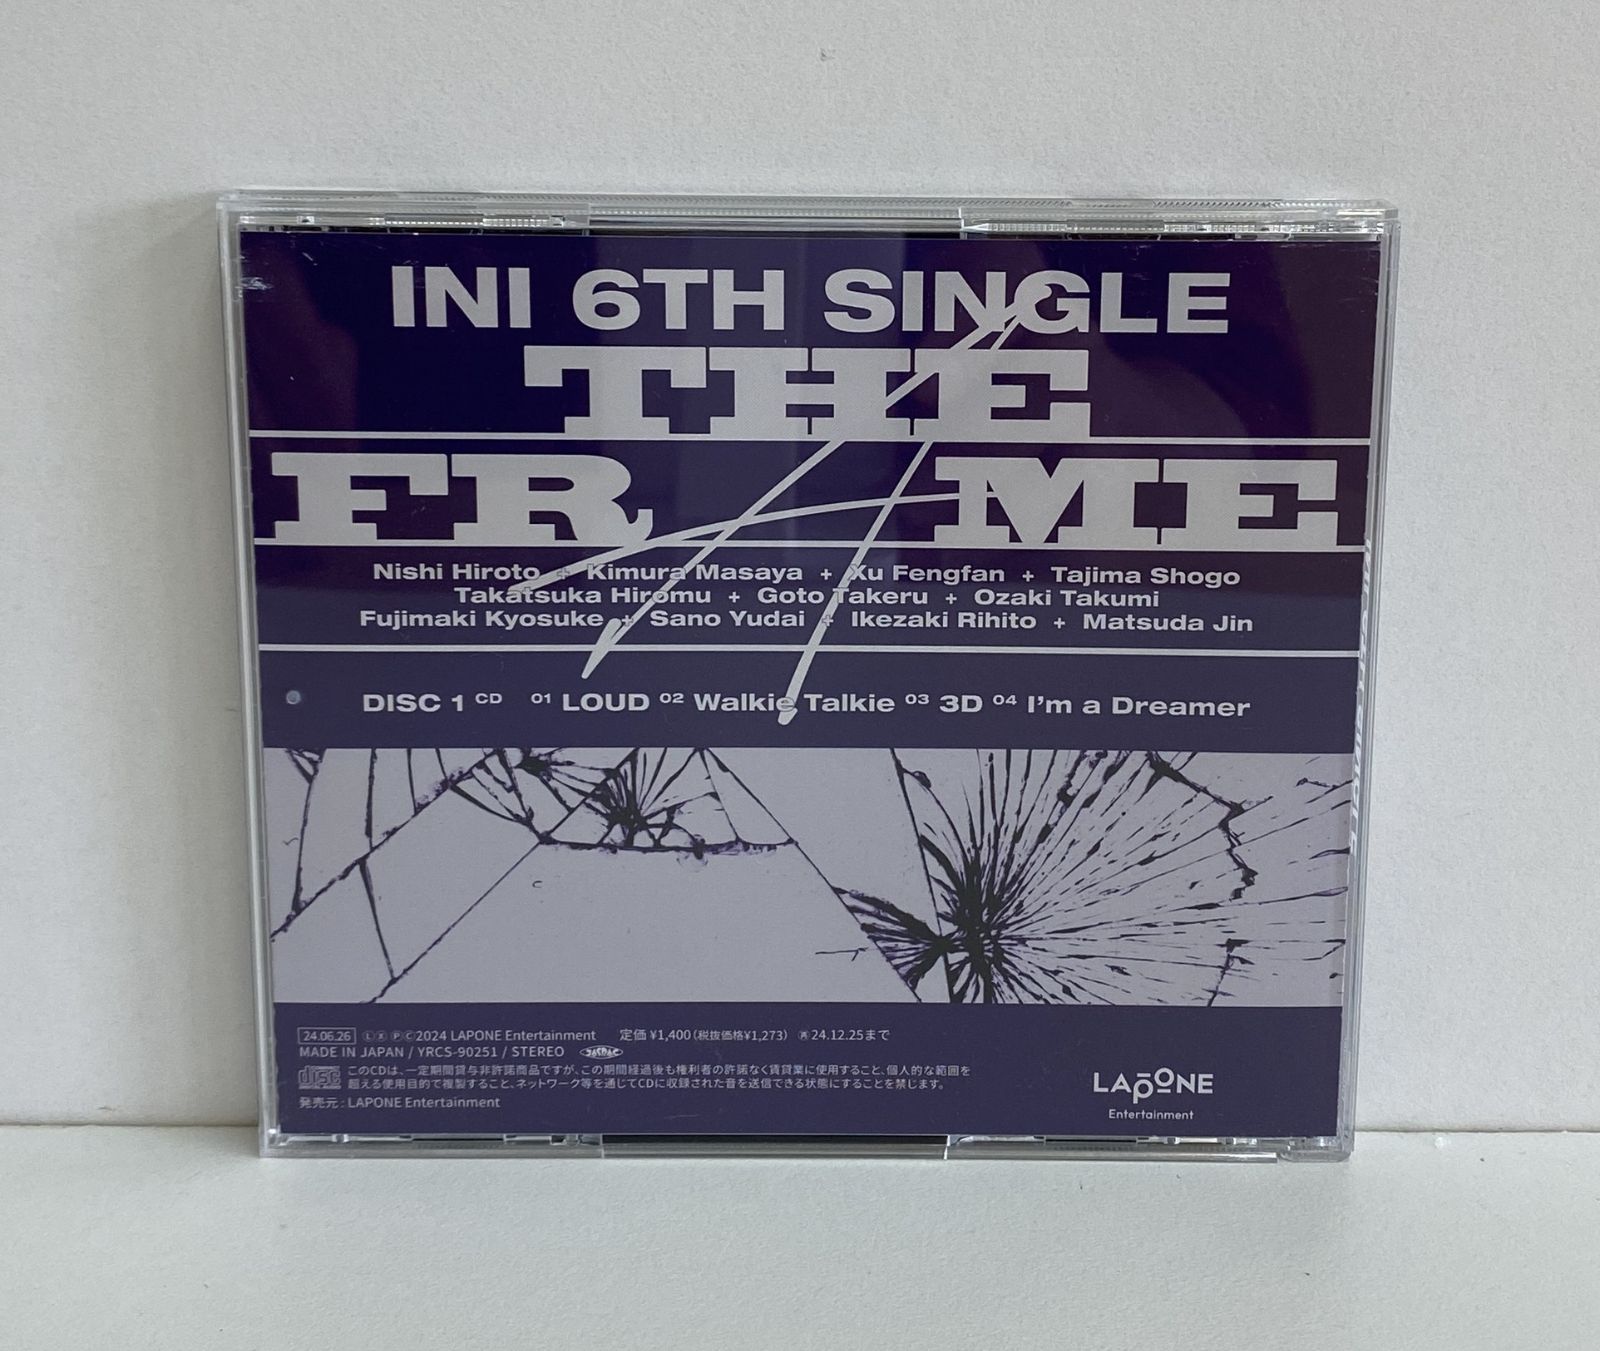 INI 6TH SINGLE
THE
FRAME
Nishi Hiroto + Kimura Masaya + Xu Fengfan + Tajima Shogo
Takatsuka Hiromu + Goto Takeru + Ozaki Takumi
Fujimaki Kyosuke + Sano Yudai + Ikezaki Rihito + Matsuda Jin
DISC 1 CD 01 LOUD 02 Walkie Talkie 03 3D 04 I'm a Dreamer
24.06.26 Ⓛ Ⓧ Ⓟ Ⓒ2024 LAPONE Entertainment 定価 ¥1,400(税抜価格¥1,273) ㊢24.12.25まで
MADE IN JAPAN / YRCS-90251 / STEREO JASRAC
disc このCDは、一定期間貸与非許諾商品ですが、この期間経過後も権利者の許諾なく賃貸業に使用すること、個人的な範囲を
超える使用目的で複製すること、ネットワーク等を通じてCDに収録された音を送信できる状態にすることを禁じます。
発売元 : LAPONE Entertainment
LAPONE
Entertainment